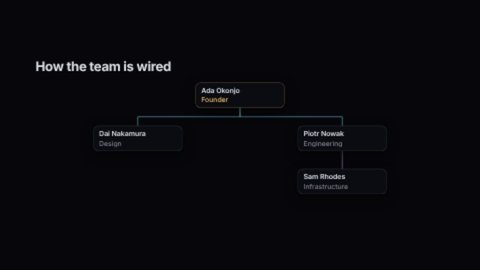 How the team is wired
Ada Okonjo
Founder
Dai Nakamura
Design
Piotr Nowak
Engineering
Sam Rhodes
Infrastructure